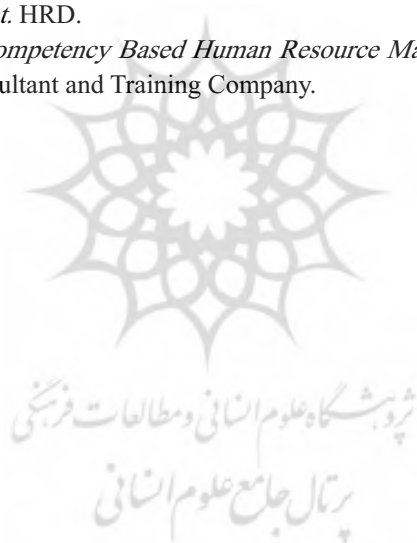 t. HRD.
ompetency Based Human Resource Ma
ultant and Training Company.
پژوهشگاه علوم انسانی و مطالعات فرهنگی
پرتال جامع علوم انسانی